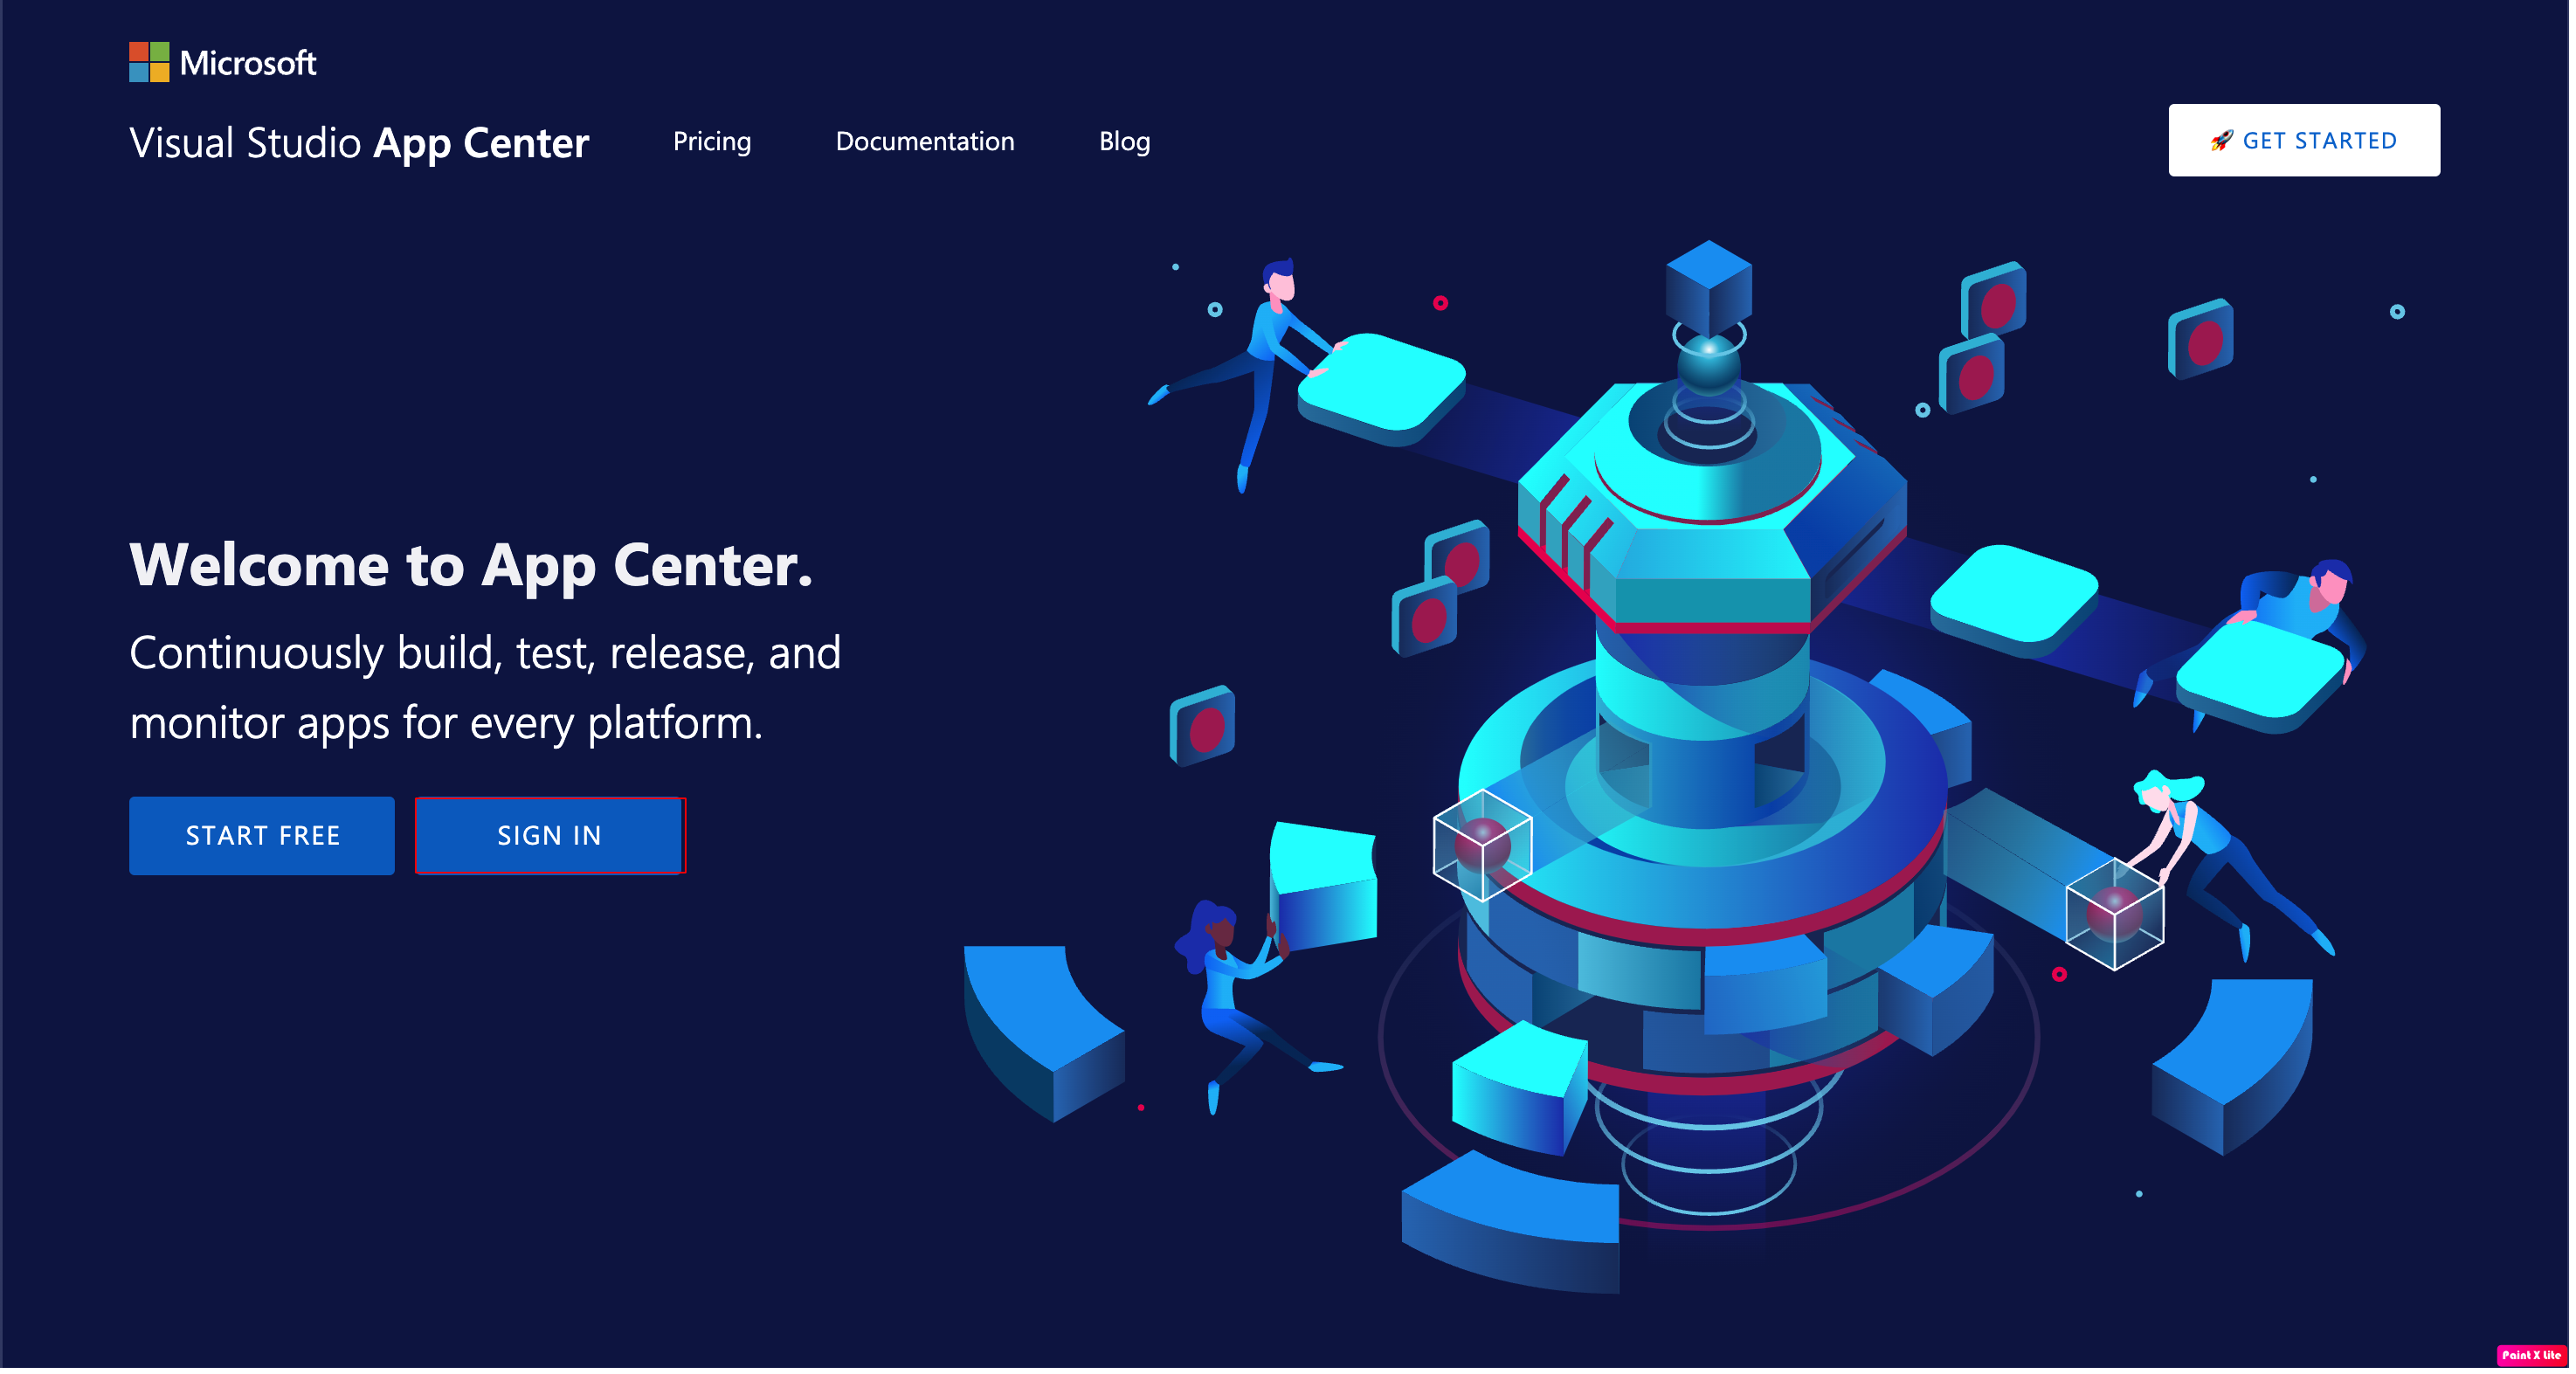 Microsoft
Visual Studio App Center
Pricing
Documentation
Blog
🚀 GET STARTED
Welcome to App Center.
Continuously build, test, release, and
monitor apps for every platform.
START FREE
SIGN IN
Paint X Lite